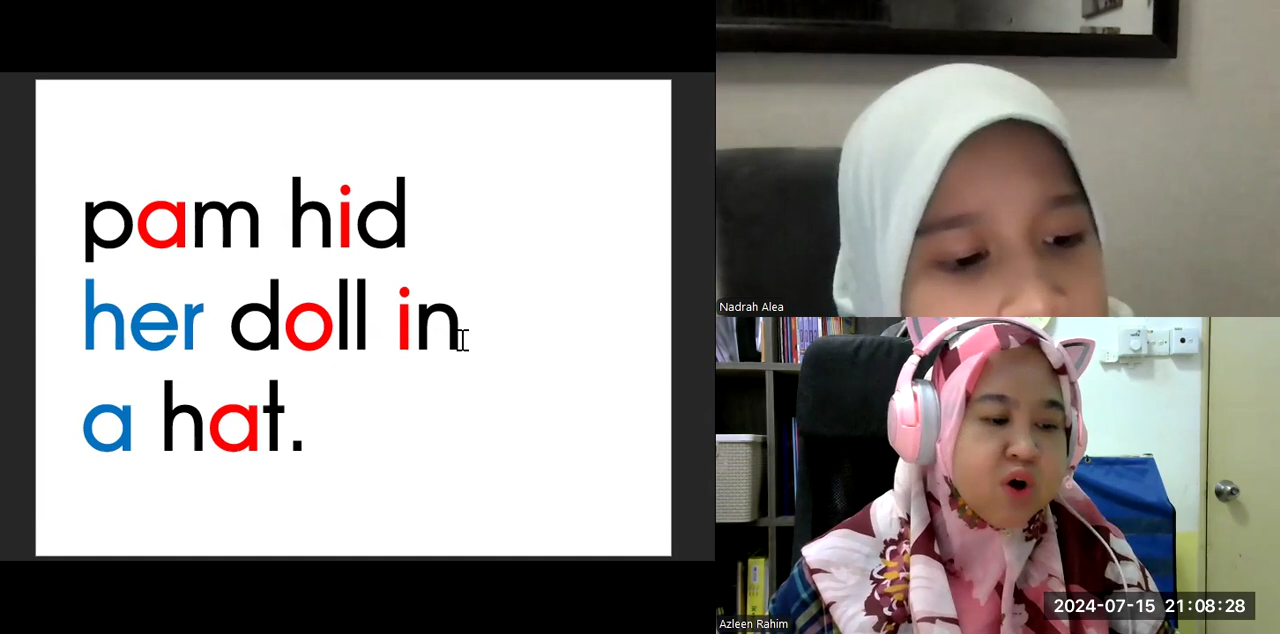 pam hid
her doll in
a hat.
Nadrah Alea
Azleen Rahim
2024-07-15 21:08:28